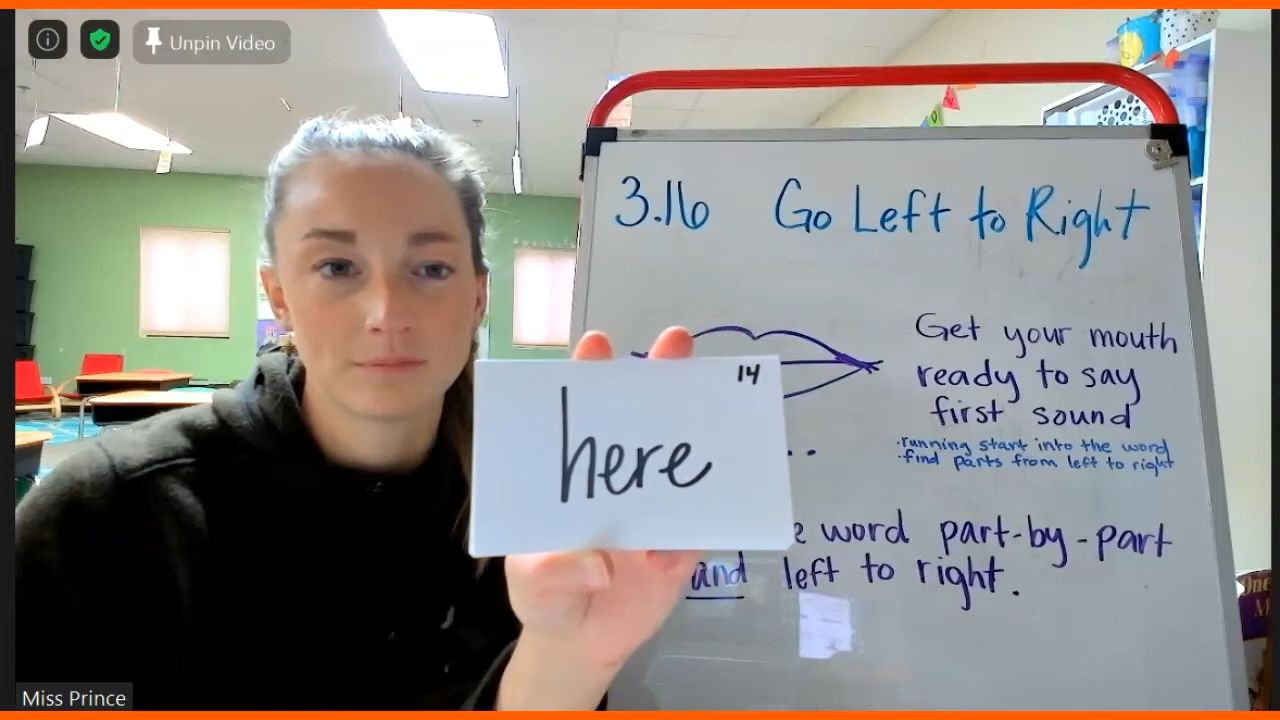 Unpin Video
3.16 Go Left to Right
Get your mouth
ready to say
first sound
·running start into the word
·find parts from left to right
14
here
..
word part-by-part
and left to right.
Miss Prince